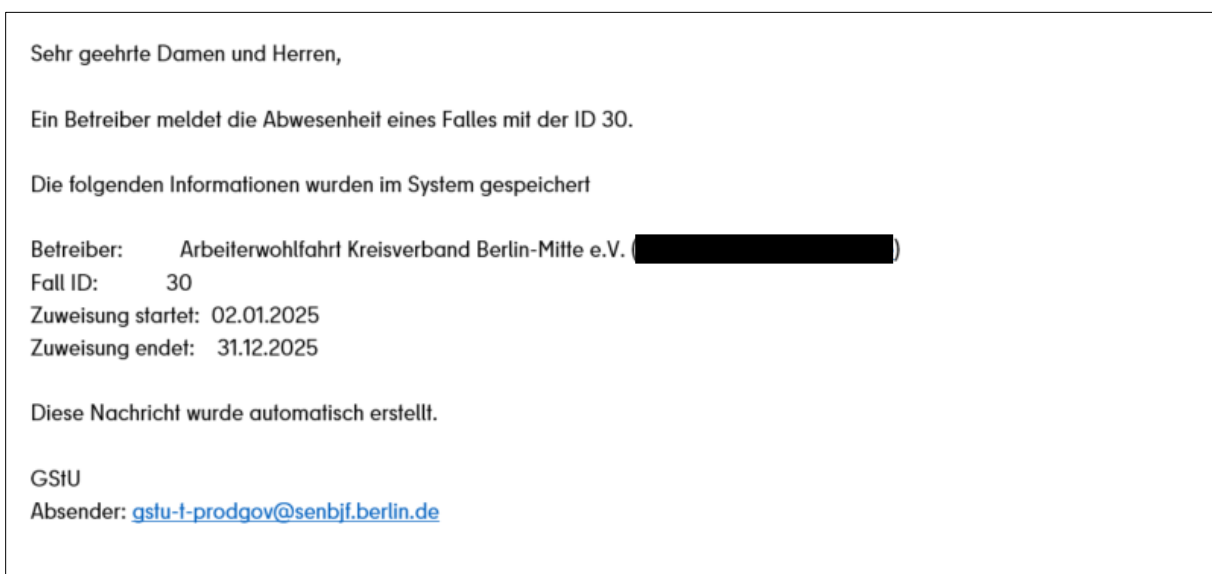 Sehr geehrte Damen und Herren,
Ein Betreiber meldet die Abwesenheit eines Falles mit der ID 30.
Die folgenden Informationen wurden im System gespeichert
Betreiber: Arbeiterwohlfahrt Kreisverband Berlin-Mitte e.V. ( )
Fall ID: 30
Zuweisung startet: 02.01.2025
Zuweisung endet: 31.12.2025
Diese Nachricht wurde automatisch erstellt.
GStU
Absender: gstu-t-prodgov@senbjf.berlin.de